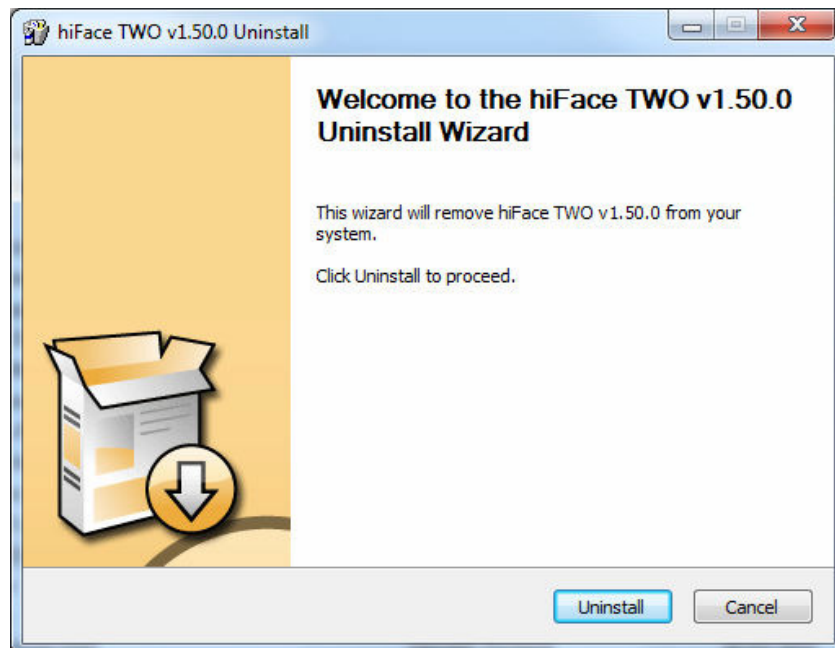 hiFace TWO v1.50.0 Uninstall
Welcome to the hiFace TWO v1.50.0
Uninstall Wizard
This wizard will remove hiFace TWO v1.50.0 from your
system.
Click Uninstall to proceed.
Uninstall Cancel